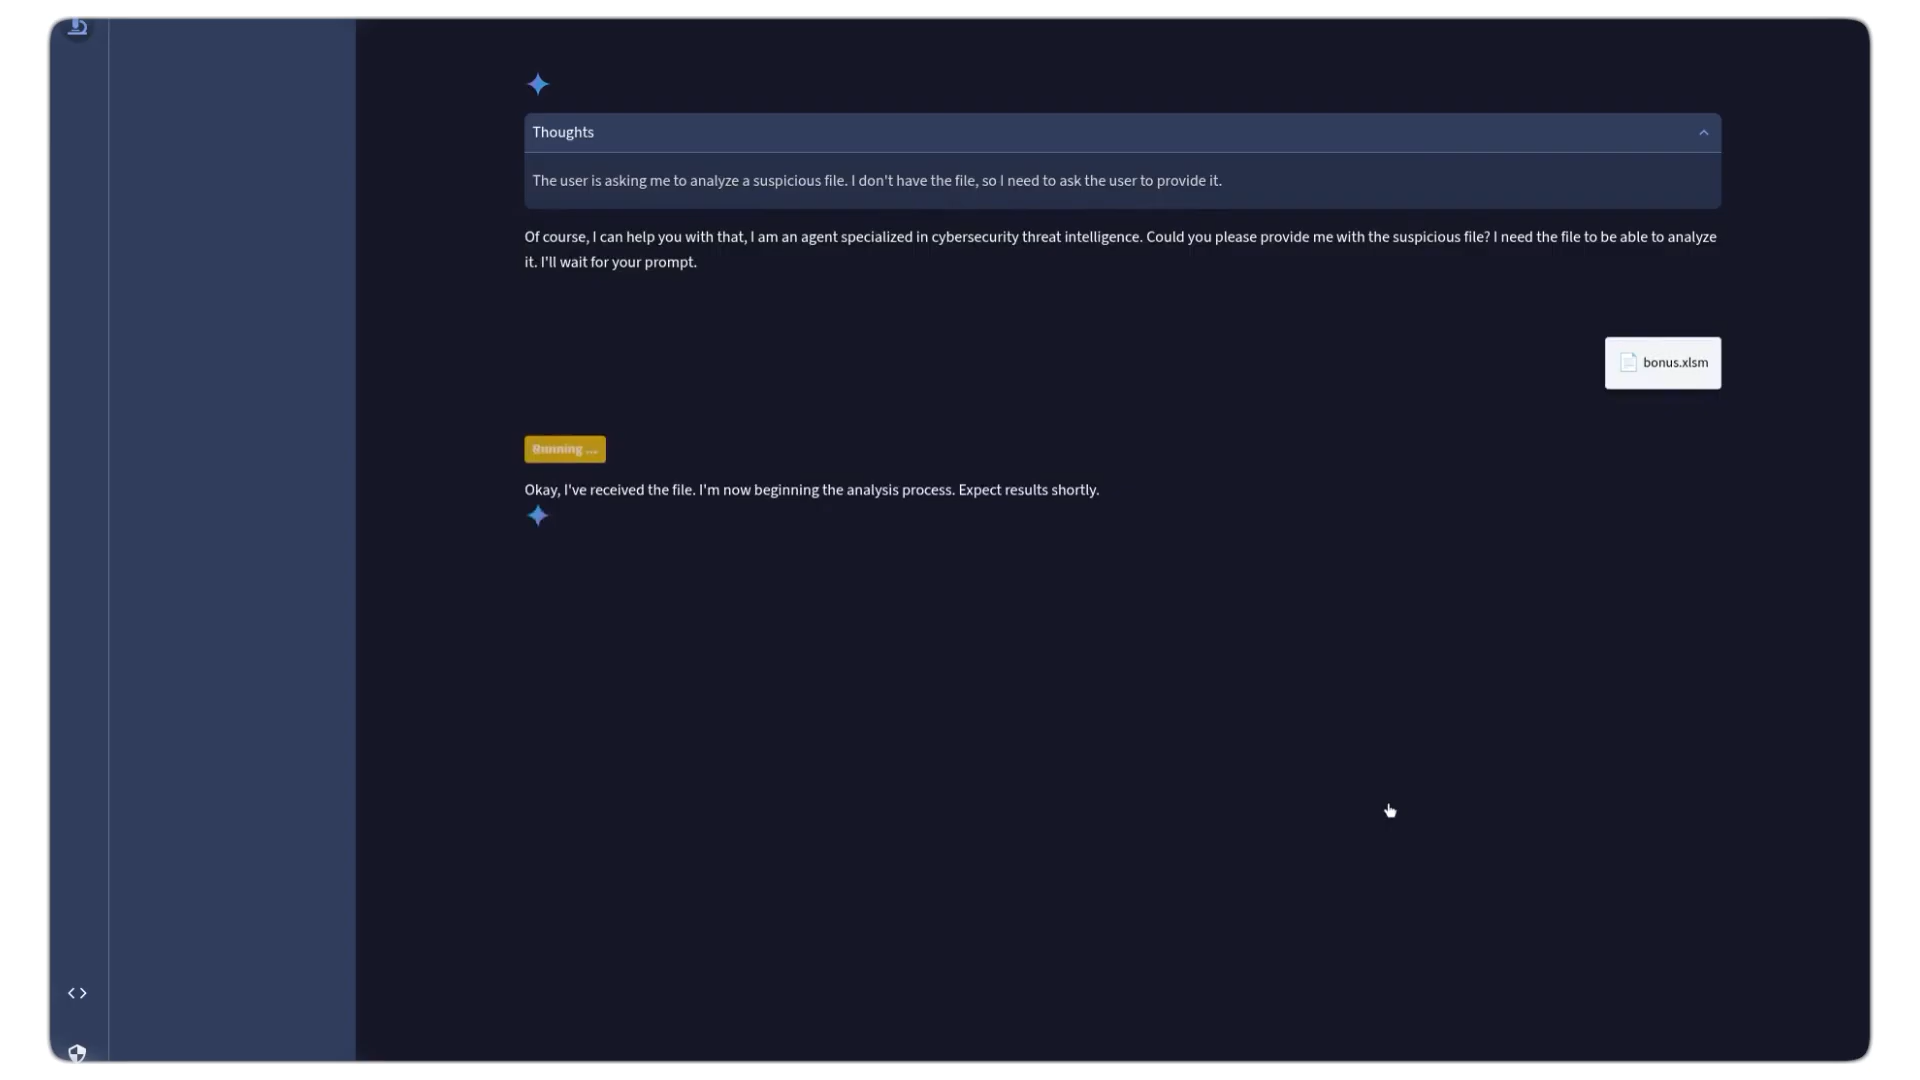 Thoughts
The user is asking me to analyze a suspicious file. I don't have the file, so I need to ask the user to provide it.
Of course, I can help you with that, I am an agent specialized in cybersecurity threat intelligence. Could you please provide me with the suspicious file? I need the file to be able to analyze
it. I'll wait for your prompt.
bonus.xlsm
Running ...
Okay, I've received the file. I'm now beginning the analysis process. Expect results shortly.